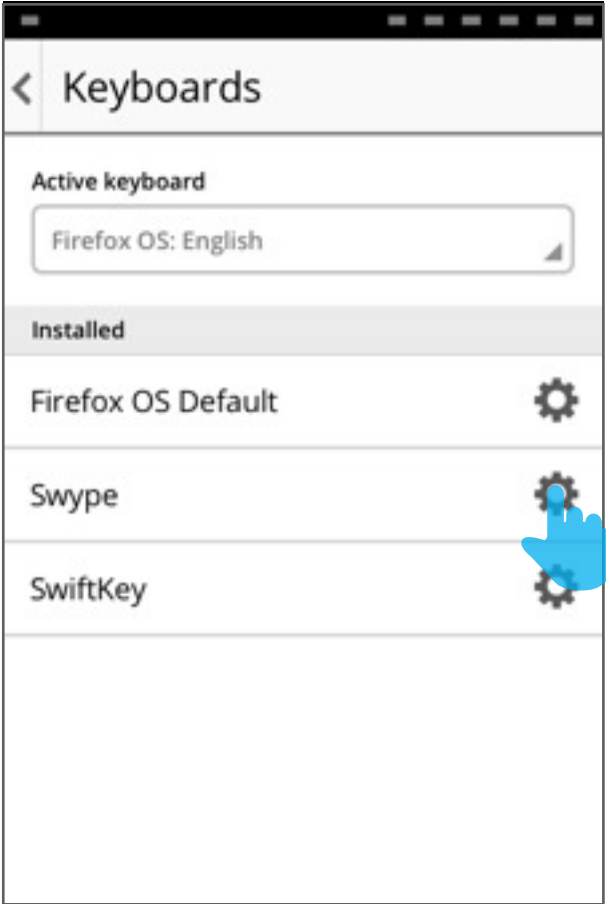 Keyboards
Active keyboard
Firefox OS: English
Installed
Firefox OS Default
Swype
SwiftKey